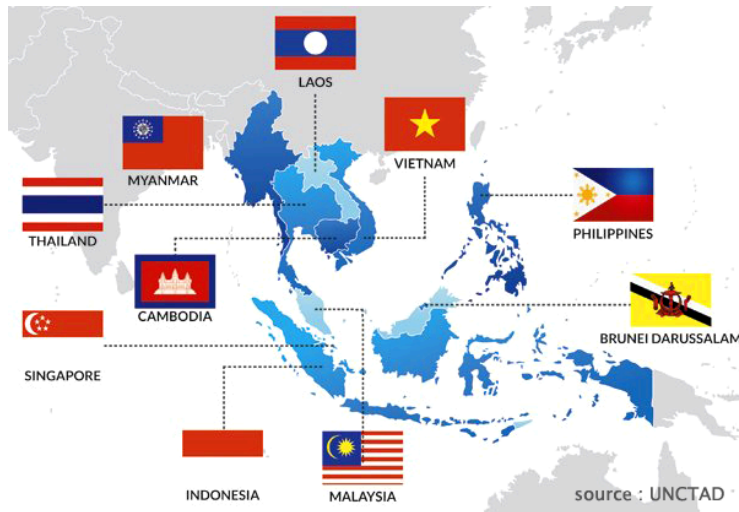 LAOS
VIETNAM
MYANMAR
THAILAND
PHILIPPINES
CAMBODIA
BRUNEI DARUSSALAM
SINGAPORE
INDONESIA
MALAYSIA
source : UNCTAD